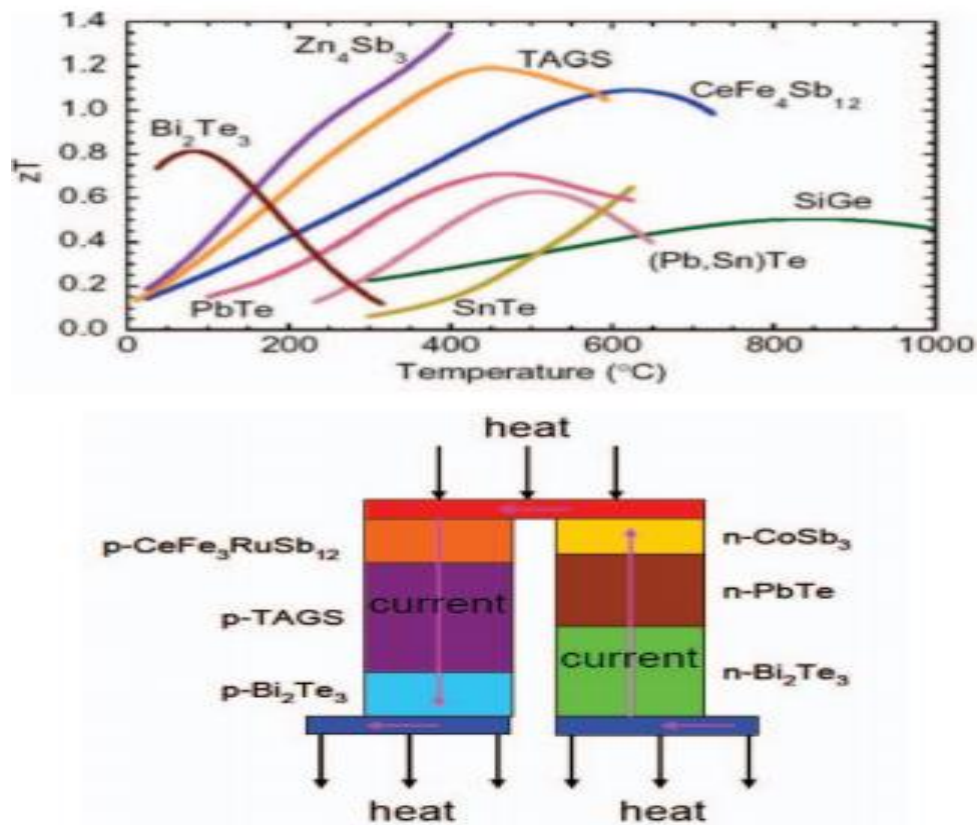 1.4
1.2
1.0
0.8
0.6
0.4
0.2
0.0
zT
Zn₄Sb₃
TAGS
CeFe₄Sb₁₂
Bi₂Te₃
SiGe
(Pb,Sn)Te
PbTe
SnTe
0 200 400 600 800 1000
Temperature (°C)
heat
p-CeFe₃RuSb₁₂
n-CoSb₃
p-TAGS
current
n-PbTe
current
p-Bi₂Te₃
n-Bi₂Te₃
heat heat